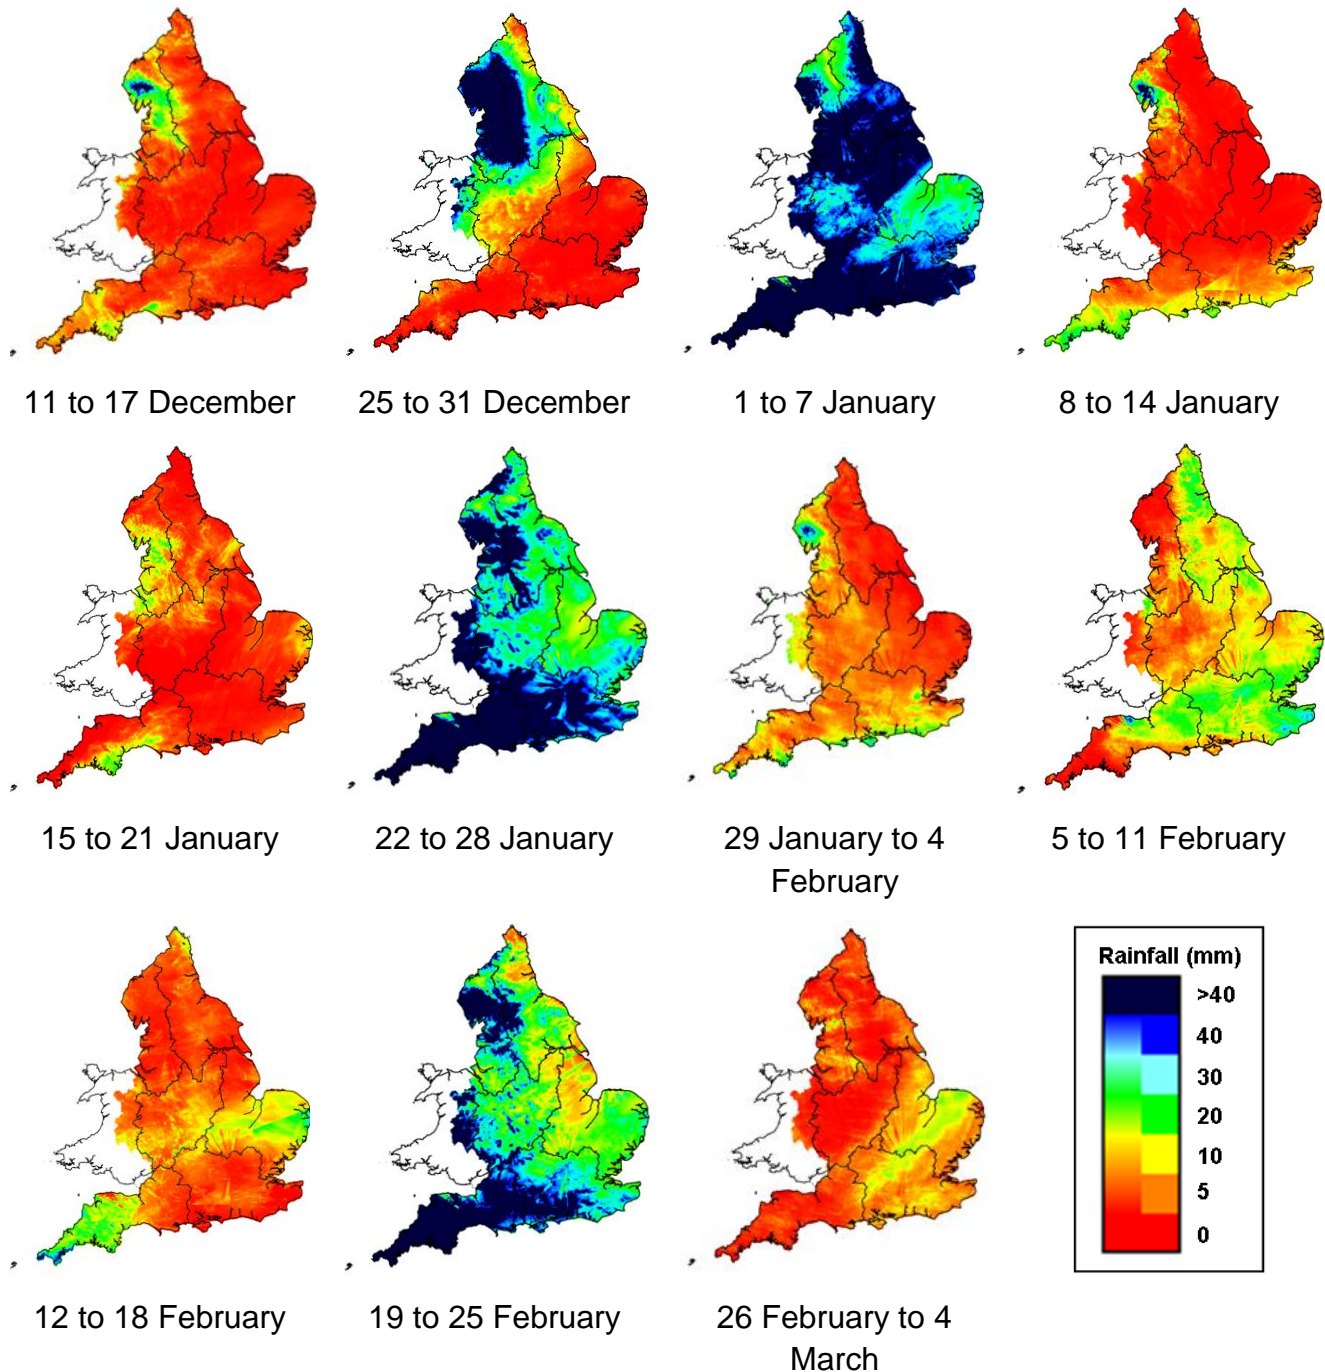 11 to 17 December
25 to 31 December
1 to 7 January
8 to 14 January
15 to 21 January
22 to 28 January
29 January to 4
February
5 to 11 February
12 to 18 February
19 to 25 February
26 February to 4
March
Rainfall (mm)
>40
40
30
20
10
5
0